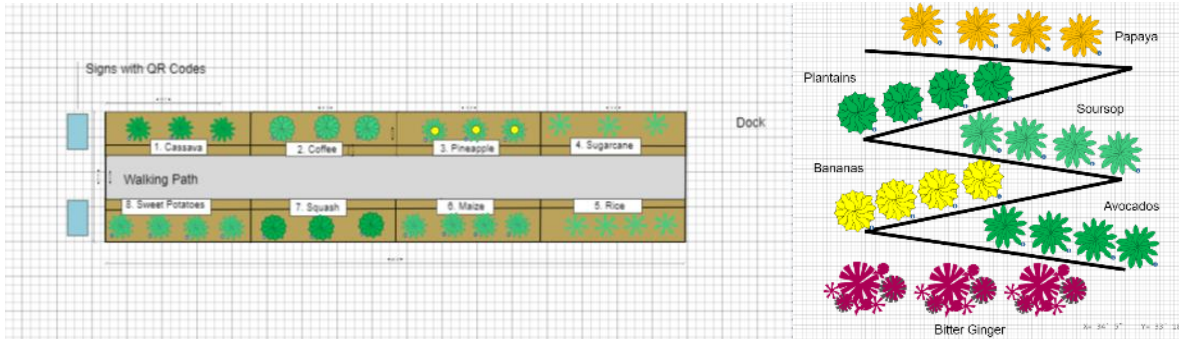 Signs with QR Codes
Dock
1. Cassava
2. Coffee
3. Pineapple
4. Sugarcane
Walking Path
8. Sweet Potatoes
7. Squash
6. Maize
5. Rice
Papaya
Plantains
Soursop
Bananas
Avocados
Bitter Ginger